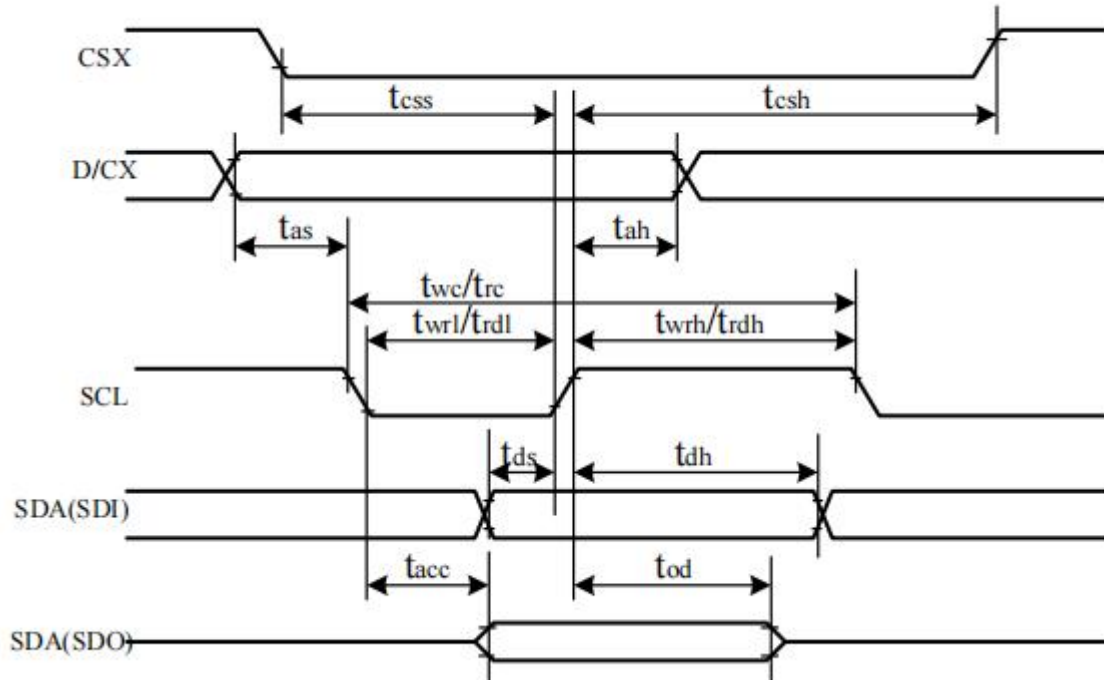 CSX
tcss
tcsh
D/CX
tas
tah
twc/trc
twrl/trdl
twrh/trdh
SCL
tds
tdh
SDA(SDI)
tacc
tod
SDA(SDO)